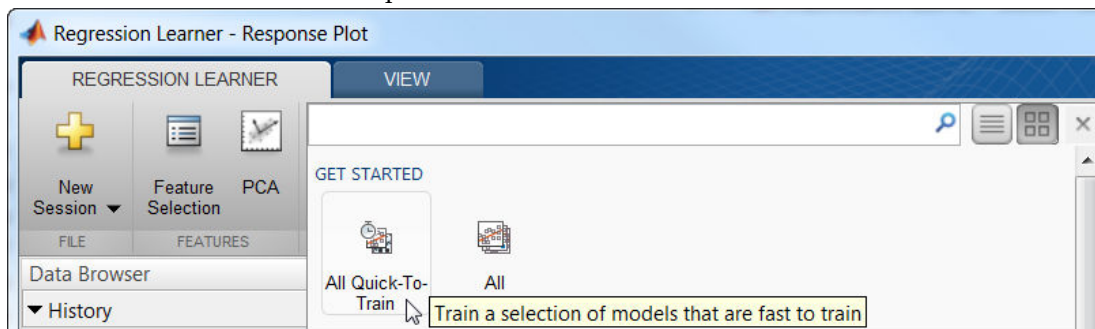 Regression Learner - Response Plot
REGRESSION LEARNER VIEW
New Session
Feature Selection
PCA
FILE FEATURES
GET STARTED
All Quick-To-Train
All
Data Browser
History
Train a selection of models that are fast to train